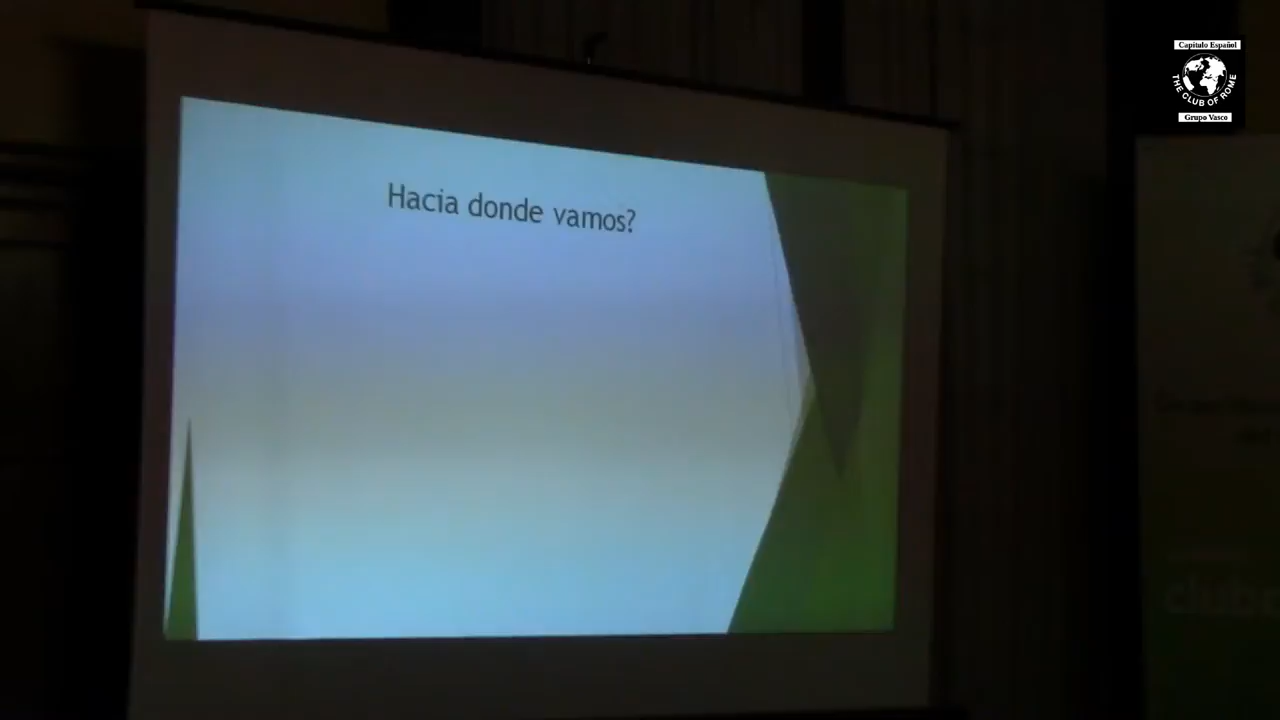 Capítulo Español
THE CLUB OF ROME
Grupo Vasco
Hacia donde vamos?